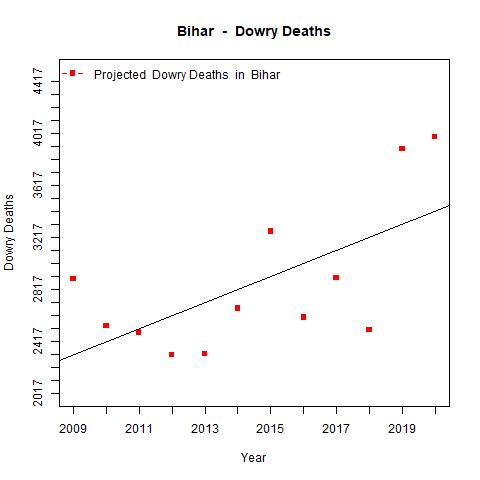 Bihar - Dowry Deaths
Projected Dowry Deaths in Bihar
Dowry Deaths
4417
4017
3617
3217
2817
2417
2017
2009 2011 2013 2015 2017 2019
Year